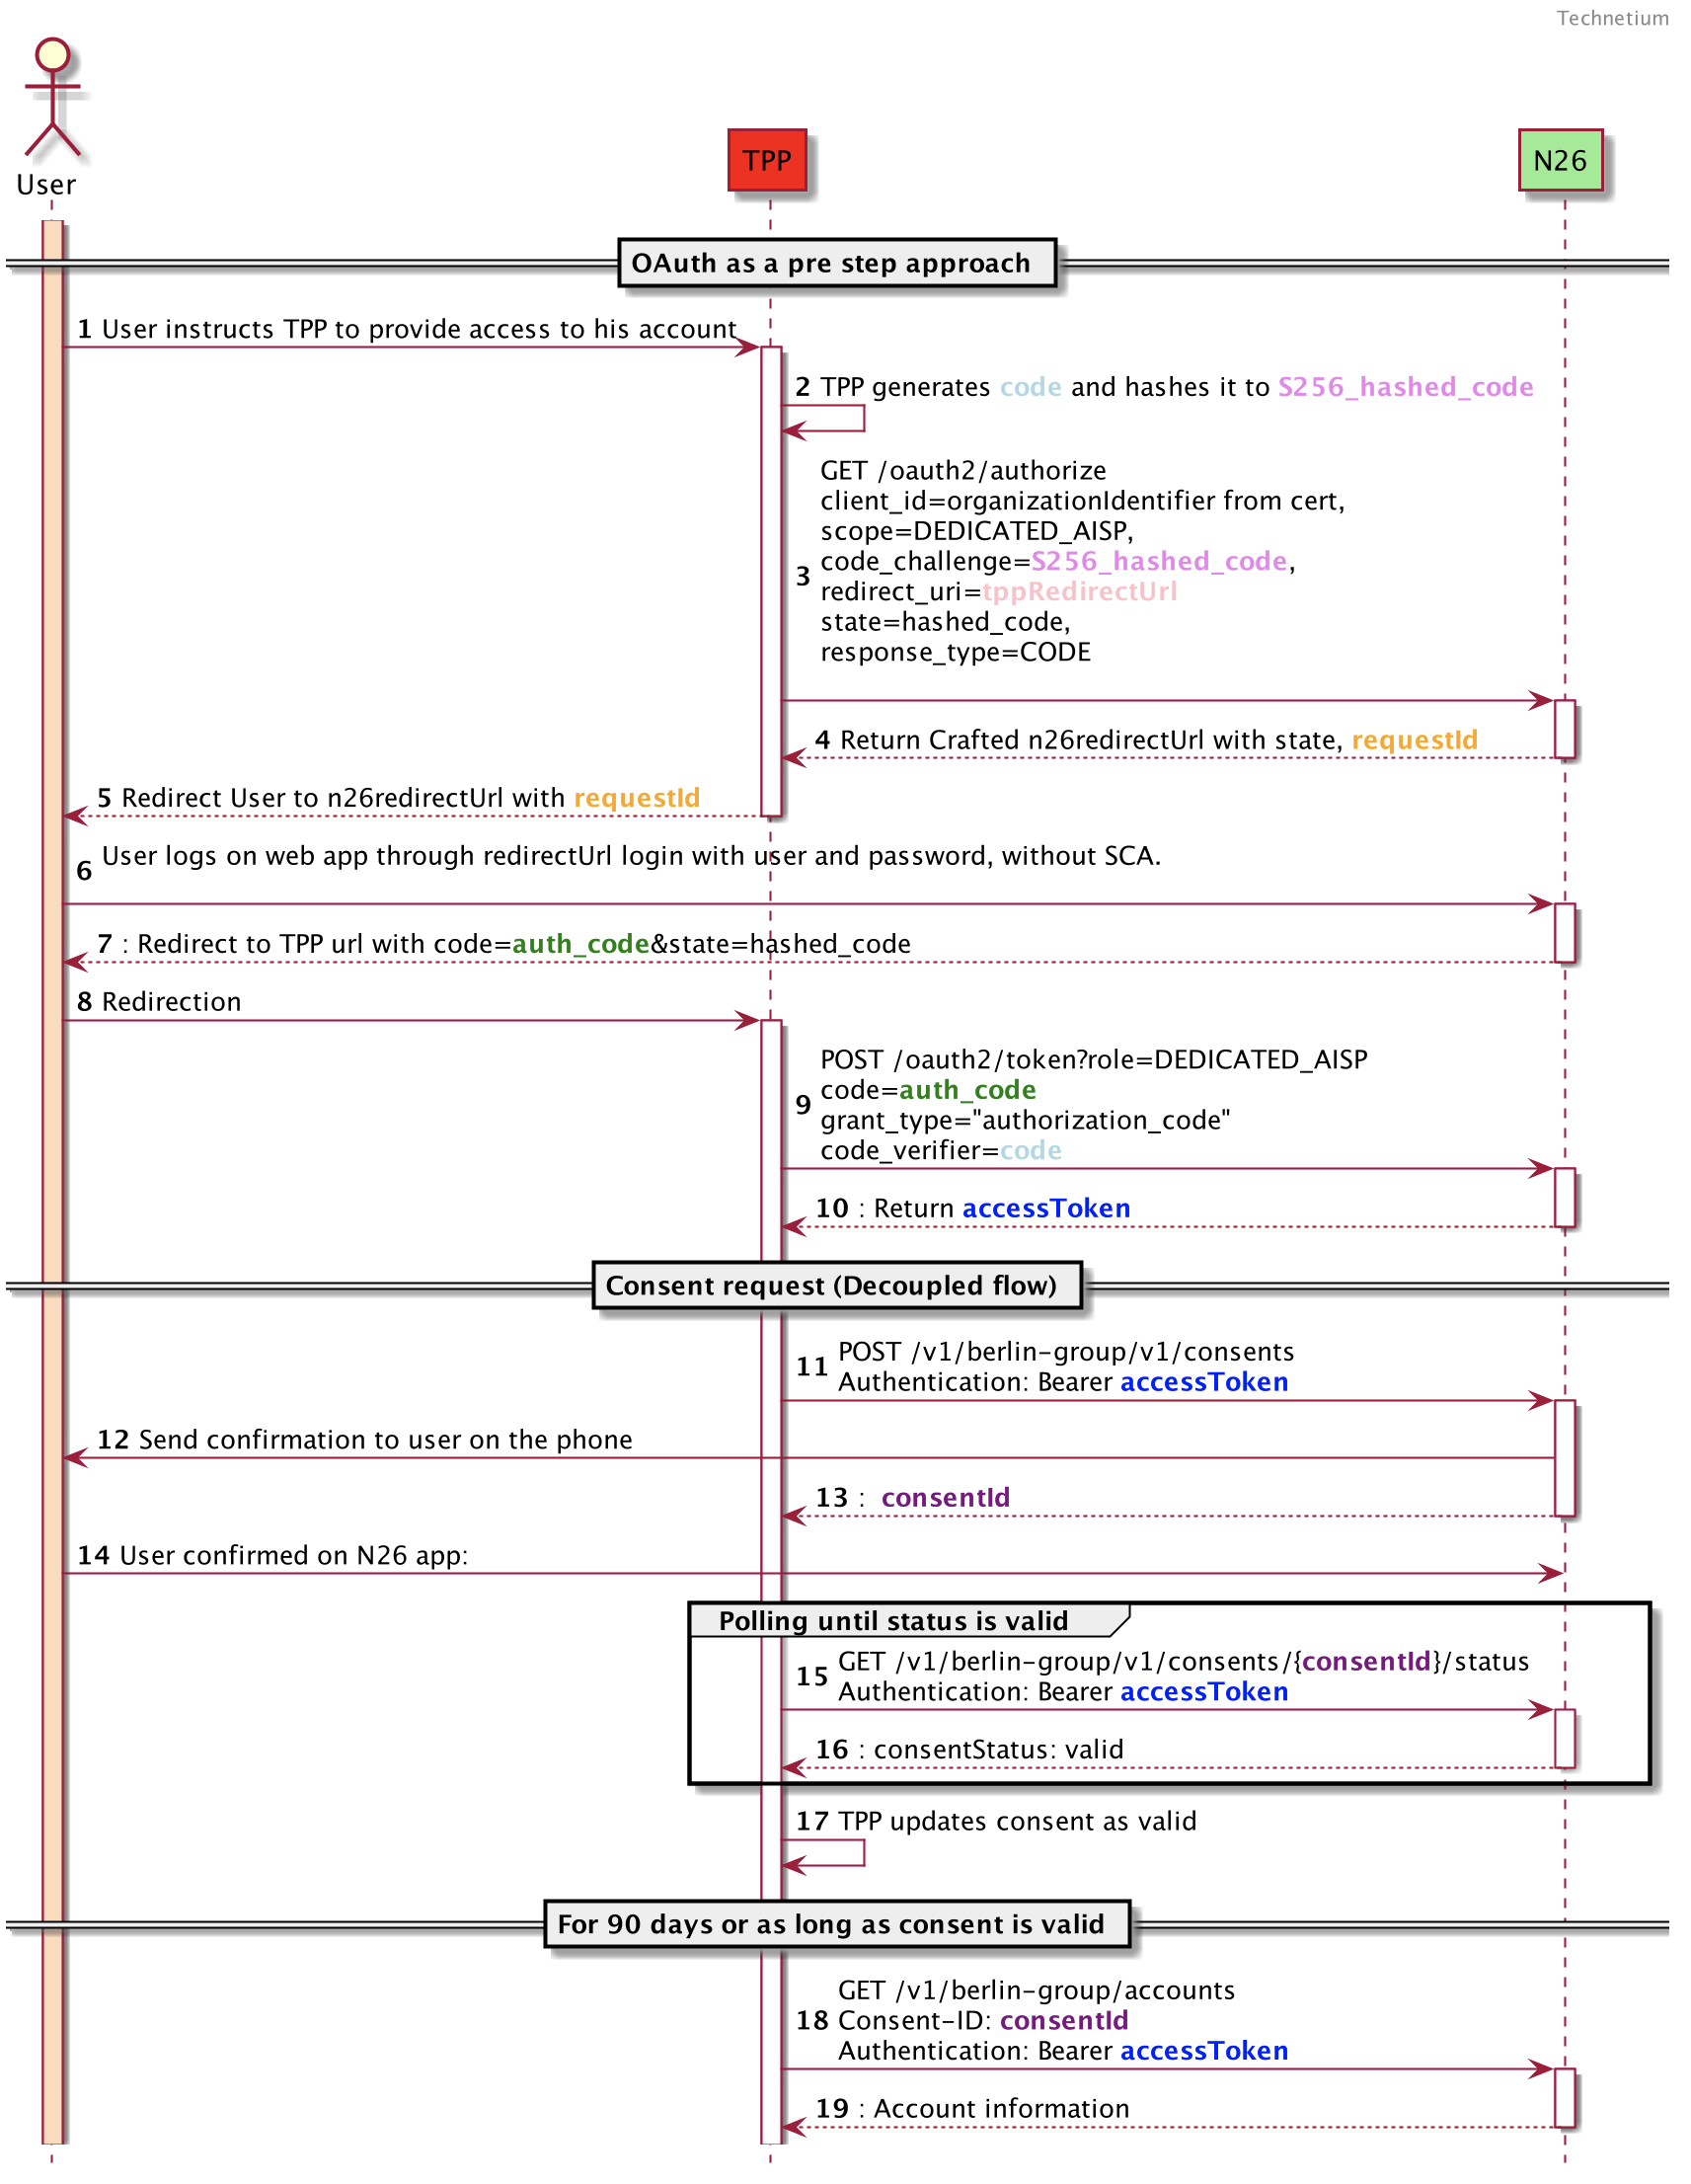 Technetium
User
TPP
N26
OAuth as a pre step approach
1 User instructs TPP to provide access to his account
2 TPP generates code and hashes it to S256_hashed_code
GET /oauth2/authorize
client_id=organizationIdentifier from cert,
scope=DEDICATED_AISP,
code_challenge=S256_hashed_code,
3
redirect_uri=tppRedirectUrl
state=hashed_code,
response_type=CODE
4 Return Crafted n26redirectUrl with state, requestId
5 Redirect User to n26redirectUrl with requestId
6 User logs on web app through redirectUrl login with user and password, without SCA.
7 : Redirect to TPP url with code=auth_code&state=hashed_code
8 Redirection
POST /oauth2/token?role=DEDICATED_AISP
code=auth_code
9
grant_type="authorization_code"
code_verifier=code
10 : Return accessToken
Consent request (Decoupled flow)
11 POST /v1/berlin-group/v1/consents
Authentication: Bearer accessToken
12 Send confirmation to user on the phone
13 : consentId
14 User confirmed on N26 app:
Polling until status is valid
15 GET /v1/berlin-group/v1/consents/{consentId}/status
Authentication: Bearer accessToken
16 : consentStatus: valid
17 TPP updates consent as valid
For 90 days or as long as consent is valid
GET /v1/berlin-group/accounts
18 Consent-ID: consentId
Authentication: Bearer accessToken
19 : Account information